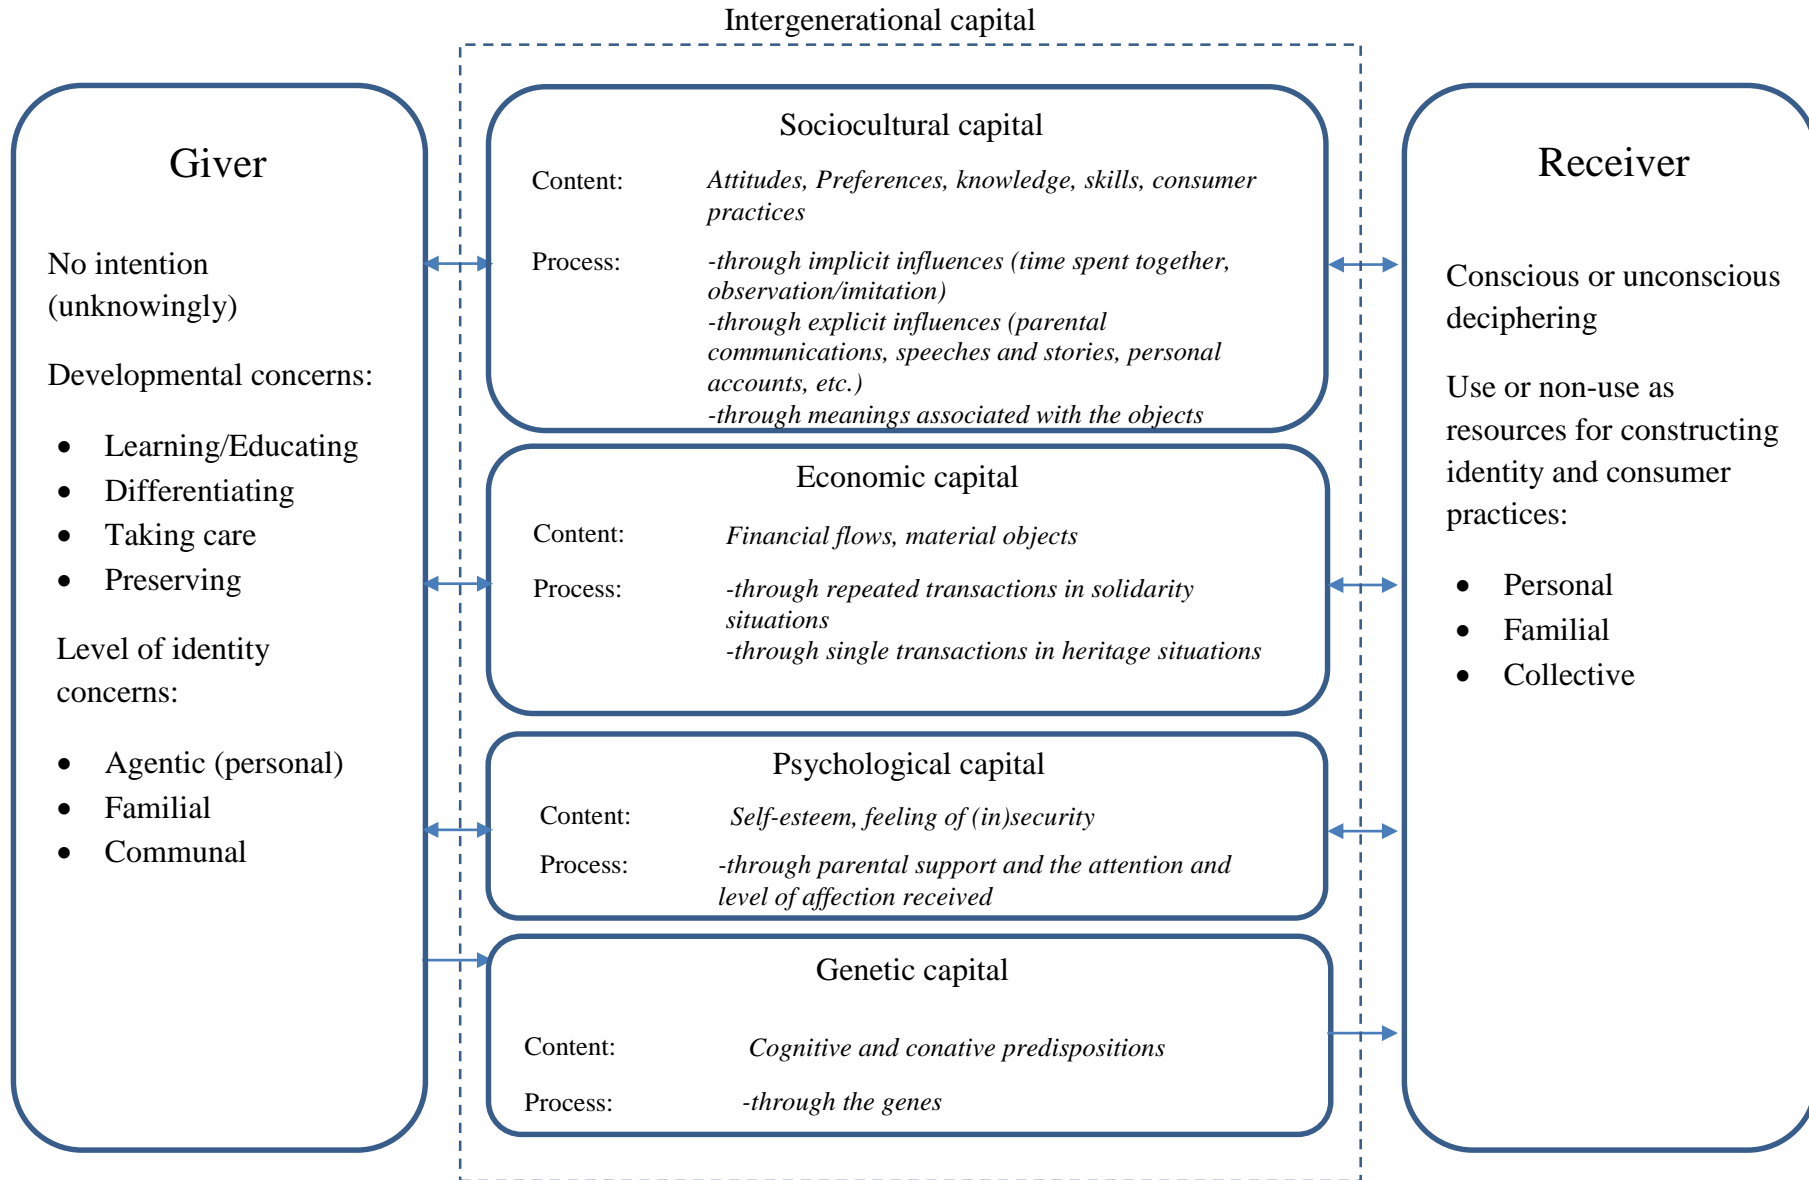 Intergenerational capital
Giver
No intention
(unknowingly)
Developmental concerns:
• Learning/Educating
• Differentiating
• Taking care
• Preserving
Level of identity
concerns:
• Agentic (personal)
• Familial
• Communal
Sociocultural capital
Content: Attitudes, Preferences, knowledge, skills, consumer
practices
Process: -through implicit influences (time spent together,
observation/imitation)
-through explicit influences (parental
communications, speeches and stories, personal
accounts, etc.)
-through meanings associated with the objects
Economic capital
Content: Financial flows, material objects
Process: -through repeated transactions in solidarity
situations
-through single transactions in heritage situations
Psychological capital
Content: Self-esteem, feeling of (in)security
Process: -through parental support and the attention and
level of affection received
Genetic capital
Content: Cognitive and conative predispositions
Process: -through the genes
Receiver
Conscious or unconscious
deciphering
Use or non-use as
resources for constructing
identity and consumer
practices:
• Personal
• Familial
• Collective